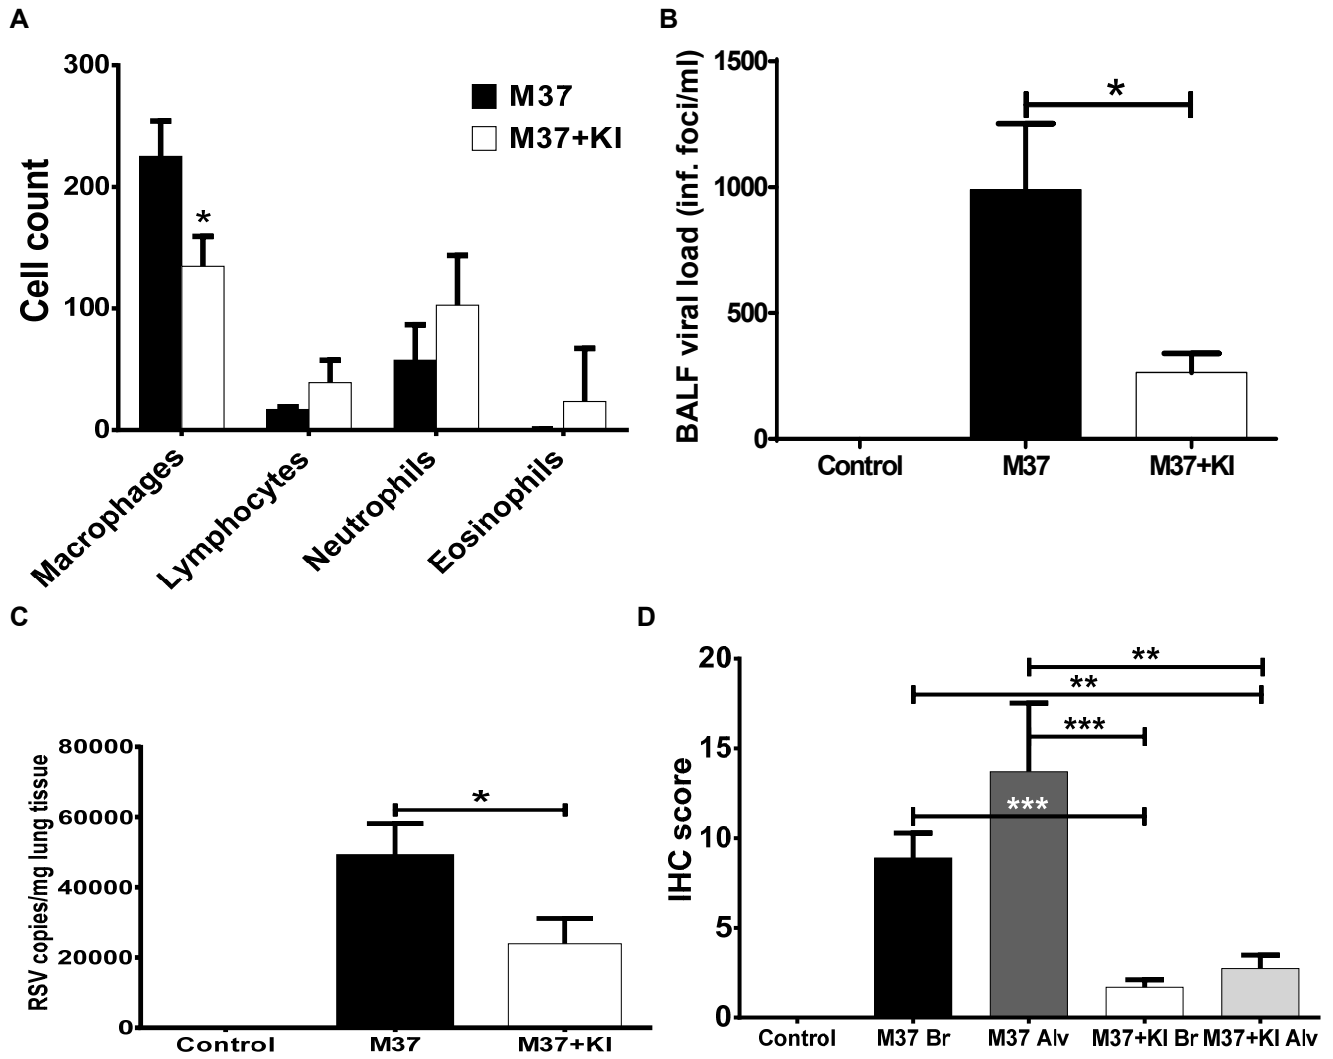 A
300
200
100
0
Cell count
M37
M37+KI
*
Macrophages
Lymphocytes
Neutrophils
Eosinophils
B
1500
1000
500
0
BALF viral load (inf. foci/ml)
*
Control
M37
M37+KI
C
80000
60000
40000
20000
0
RSV copies/mg lung tissue
*
Control
M37
M37+KI
D
20
15
10
5
0
IHC score
**
**
***
***
Control
M37 Br
M37 Alv
M37+KI Br
M37+KI Alv